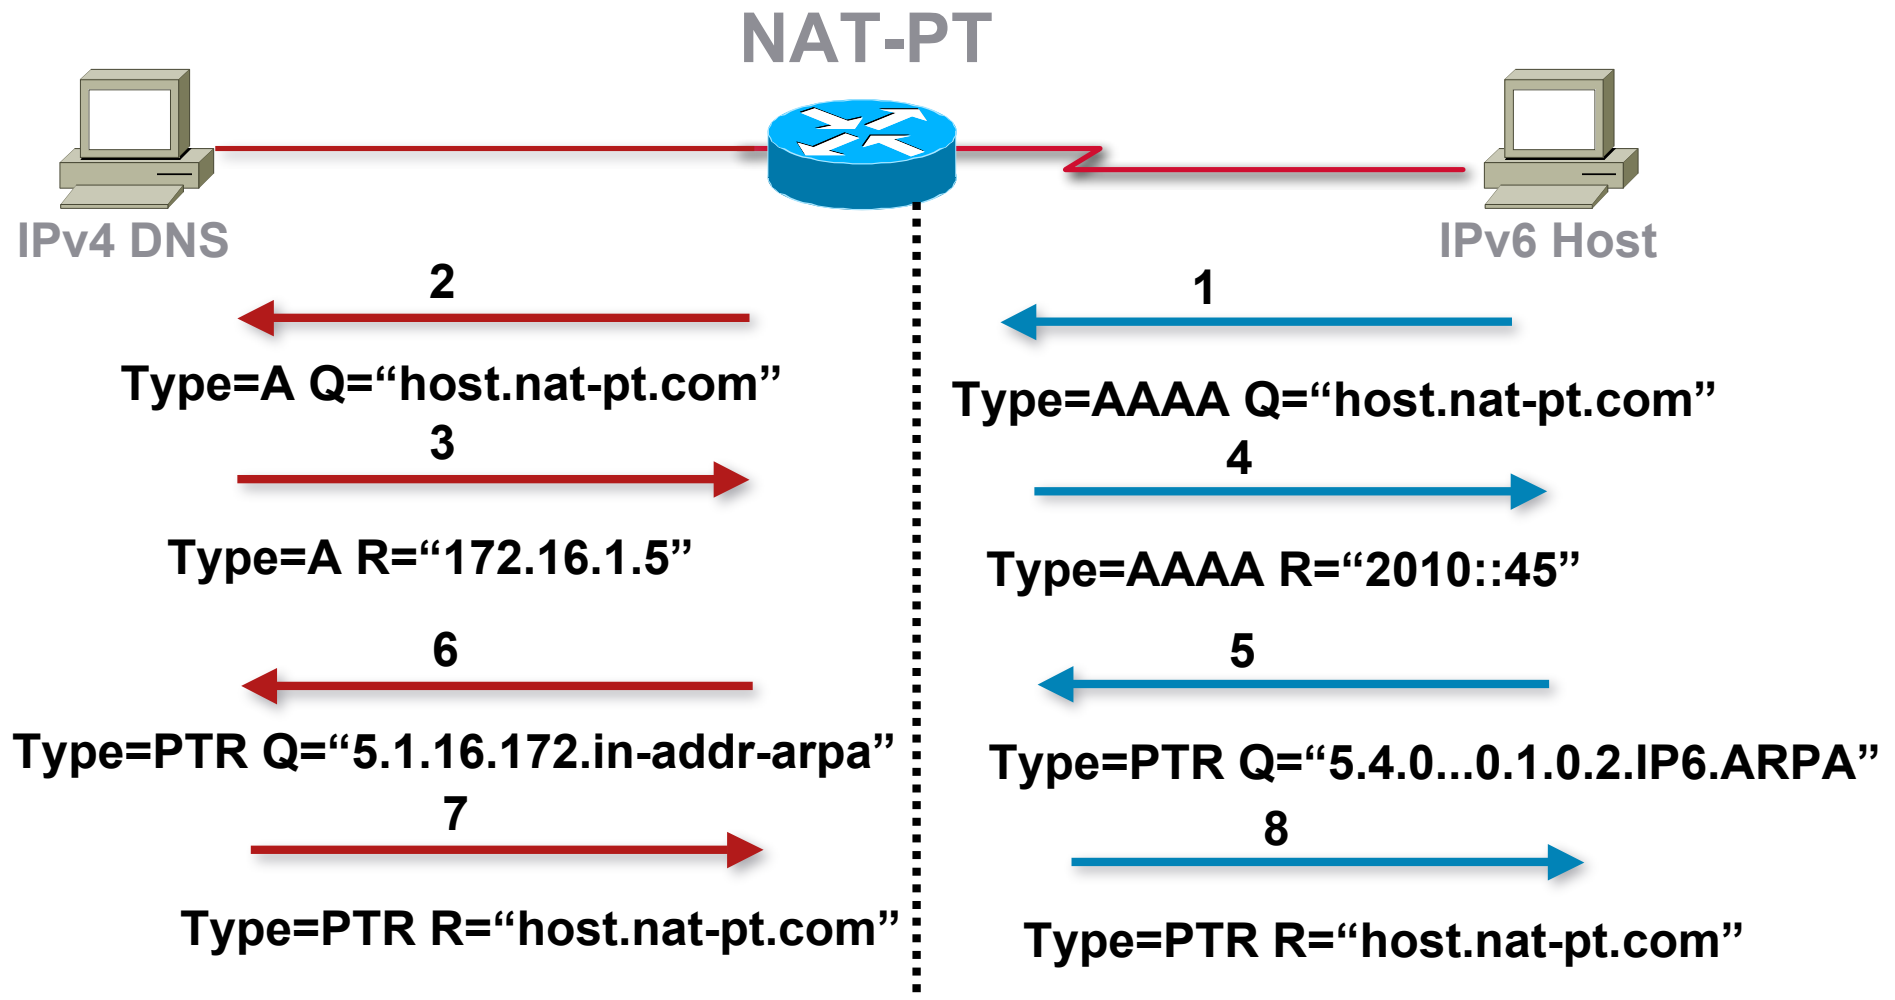 NAT-PT
IPv4 DNS
IPv6 Host
2
1
Type=A Q=“host.nat-pt.com”
Type=AAAA Q=“host.nat-pt.com”
3
4
Type=A R=“172.16.1.5”
Type=AAAA R=“2010::45”
6
5
Type=PTR Q=“5.1.16.172.in-addr-arpa”
Type=PTR Q=“5.4.0...0.1.0.2.IP6.ARPA”
7
8
Type=PTR R=“host.nat-pt.com”
Type=PTR R=“host.nat-pt.com”